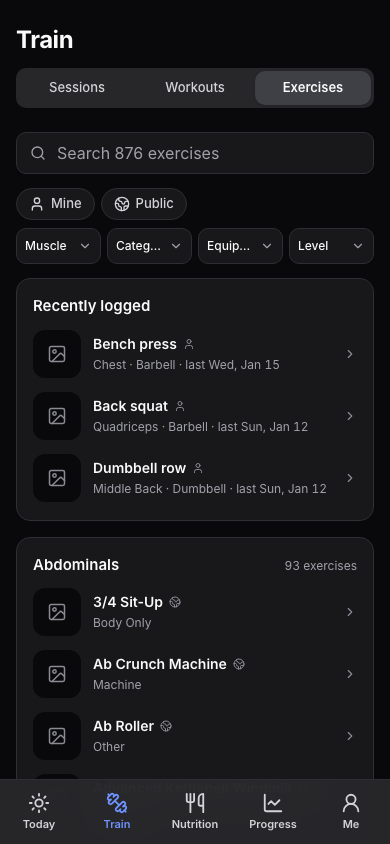 Train
Sessions Workouts Exercises
Search 876 exercises
Mine Public
Muscle Categ... Equip... Level
Recently logged
Bench press
Chest · Barbell · last Wed, Jan 15
Back squat
Quadriceps · Barbell · last Sun, Jan 12
Dumbbell row
Middle Back · Dumbbell · last Sun, Jan 12
Abdominals 93 exercises
3/4 Sit-Up
Body Only
Ab Crunch Machine
Machine
Ab Roller
Other
Today Train Nutrition Progress Me